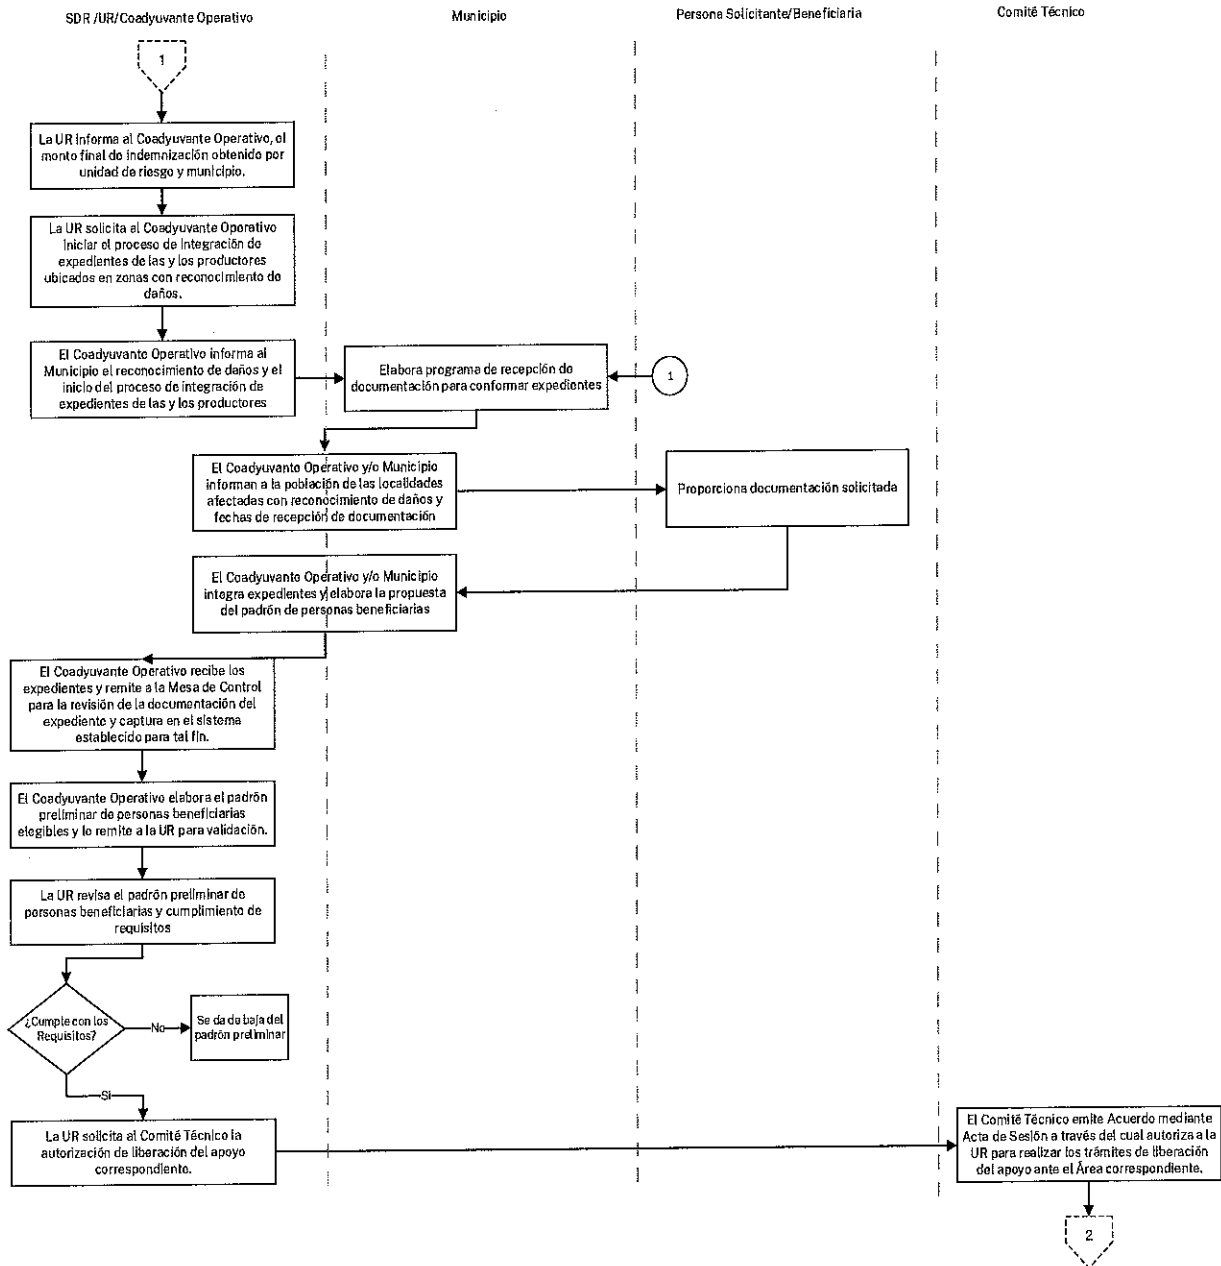 SDR /UR/Coadyuvante Operativo
Municipio
Persona Solicitante/Beneficiaria
Comité Técnico
1
La UR informa al Coadyuvante Operativo, el
monto final de indemnización obtenido por
unidad de riesgo y municipio.
La UR solicita al Coadyuvante Operativo
iniciar el proceso de integración de
expedientes de las y los productores
ubicados en zonas con reconocimiento de
daños.
El Coadyuvante Operativo informa al
Municipio el reconocimiento de daños y el
inicio del proceso de integración de
expedientes de las y los productores
Elabora programa de recepción de
documentación para conformar expedientes
1
El Coadyuvante Operativo y/o Municipio
informan a la población de las localidades
afectadas con reconocimiento de daños y
fechas de recepción de documentación
Proporciona documentación solicitada
El Coadyuvante Operativo y/o Municipio
integra expedientes y elabora la propuesta
del padrón de personas beneficiarias
El Coadyuvante Operativo recibe los
expedientes y remite a la Mesa de Control
para la revisión de la documentación del
expediente y captura en el sistema
establecido para tal fin.
El Coadyuvante Operativo elabora el padrón
preliminar de personas beneficiarias
elegibles y lo remite a la UR para validación.
La UR revisa el padrón preliminar de
personas beneficiarias y cumplimiento de
requisitos
¿Cumple con los
Requisitos?
No
Se da de baja del
padrón preliminar
Si
La UR solicita al Comité Técnico la
autorización de liberación del apoyo
correspondiente.
El Comité Técnico emite Acuerdo mediante
Acta de Sesión a través del cual autoriza a la
UR para realizar los trámites de liberación
del apoyo ante el Área correspondiente.
2